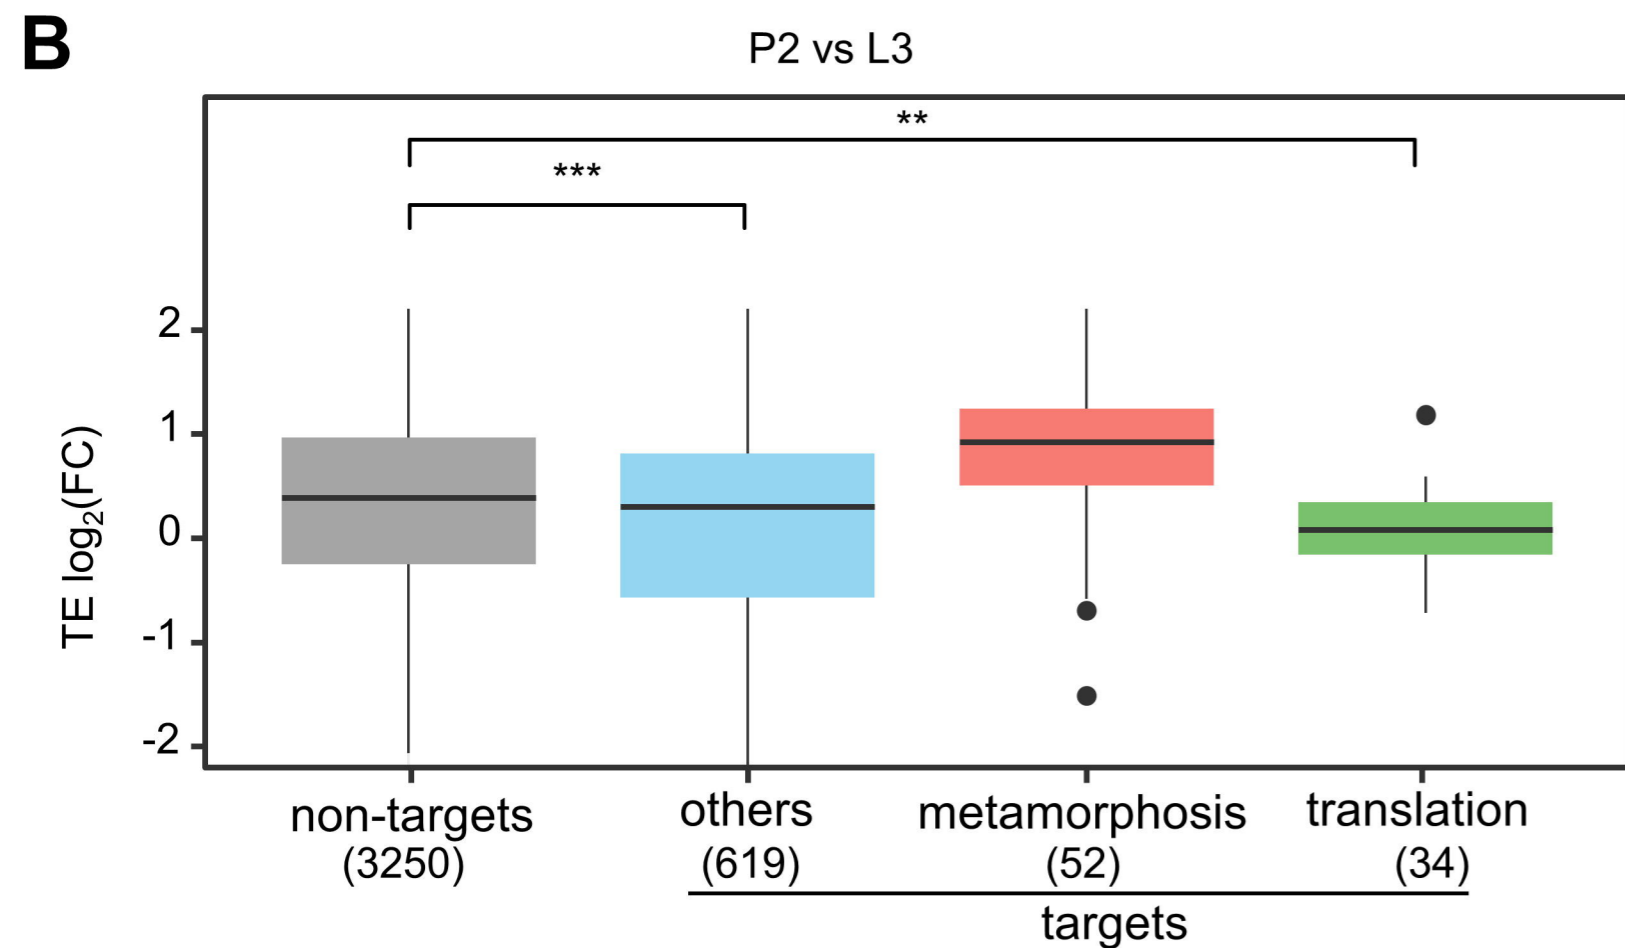 B
P2 vs L3
**
***
2
1
0
-1
-2
TE log₂(FC)
non-targets
(3250)
others
(619)
metamorphosis
(52)
translation
(34)
targets